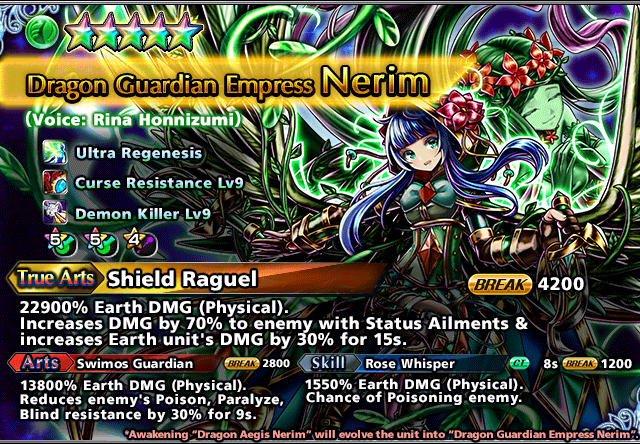 Dragon Guardian Empress Nerim
(Voice: Rina Honnizumi)
Ultra Regenesis
Curse Resistance Lv9
Demon Killer Lv9
5 5 4
True Arts Shield Raguel BREAK 4200
22900% Earth DMG (Physical).
Increases DMG by 70% to enemy with Status Ailments &
increases Earth unit's DMG by 30% for 15s.
Arts Swimos Guardian BREAK 2800
13800% Earth DMG (Physical).
Reduces enemy's Poison, Paralyze,
Blind resistance by 30% for 9s.
Skill Rose Whisper CT 8s BREAK 1200
1550% Earth DMG (Physical).
Chance of Poisoning enemy.
*Awakening "Dragon Aegis Nerim" will evolve the unit into "Dragon Guardian Empress Nerim"